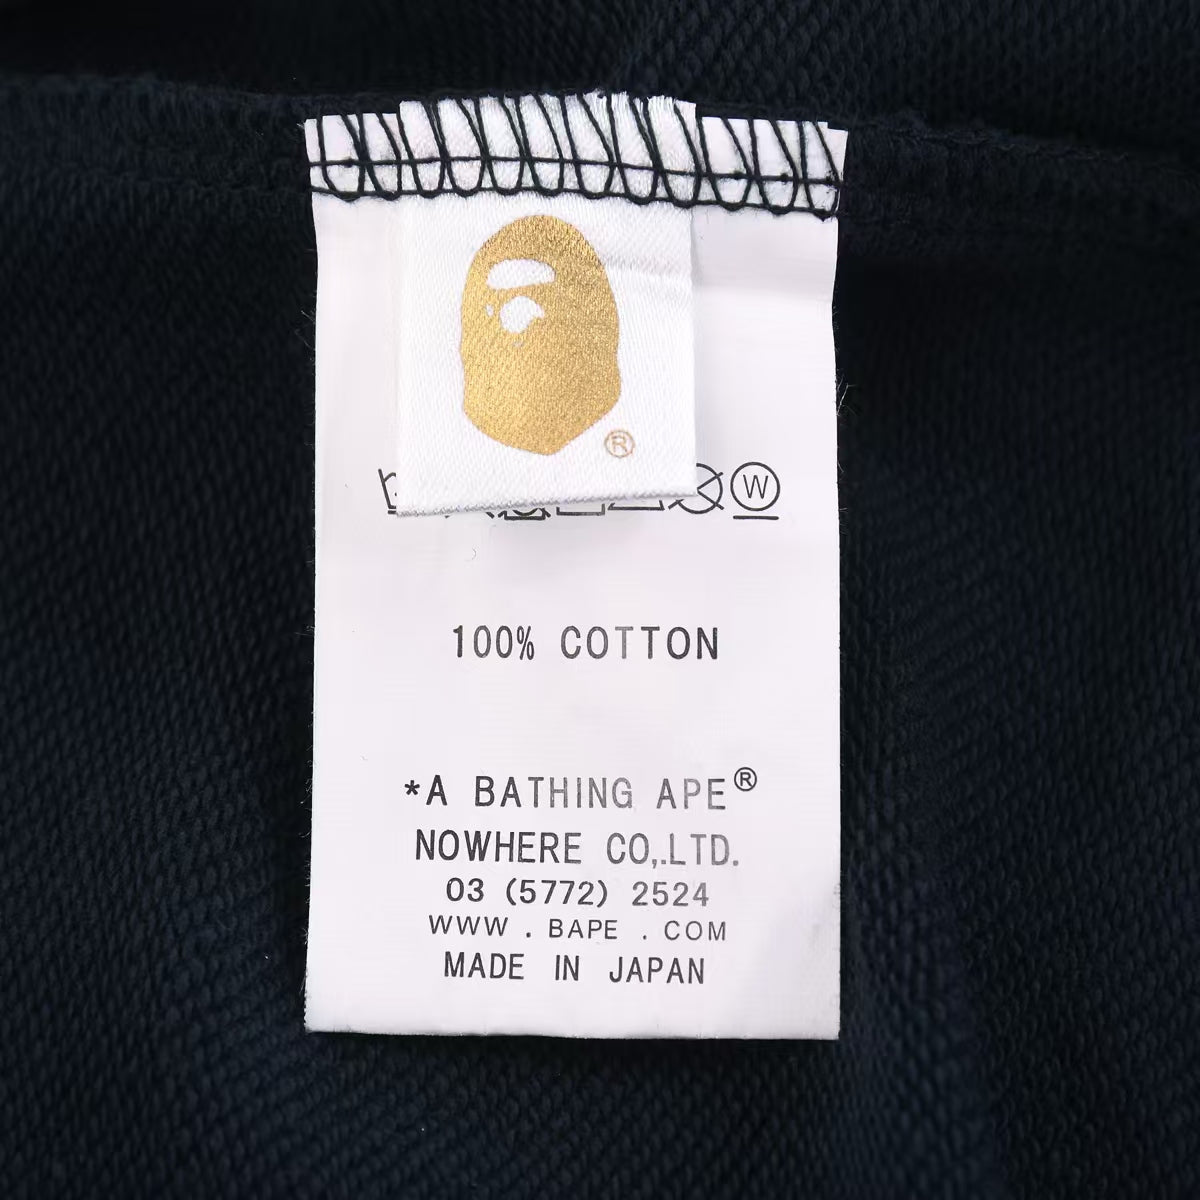 ®
W
100% COTTON
*A BATHING APE®
NOWHERE CO,.LTD.
03 (5772) 2524
WWW . BAPE . COM
MADE IN JAPAN